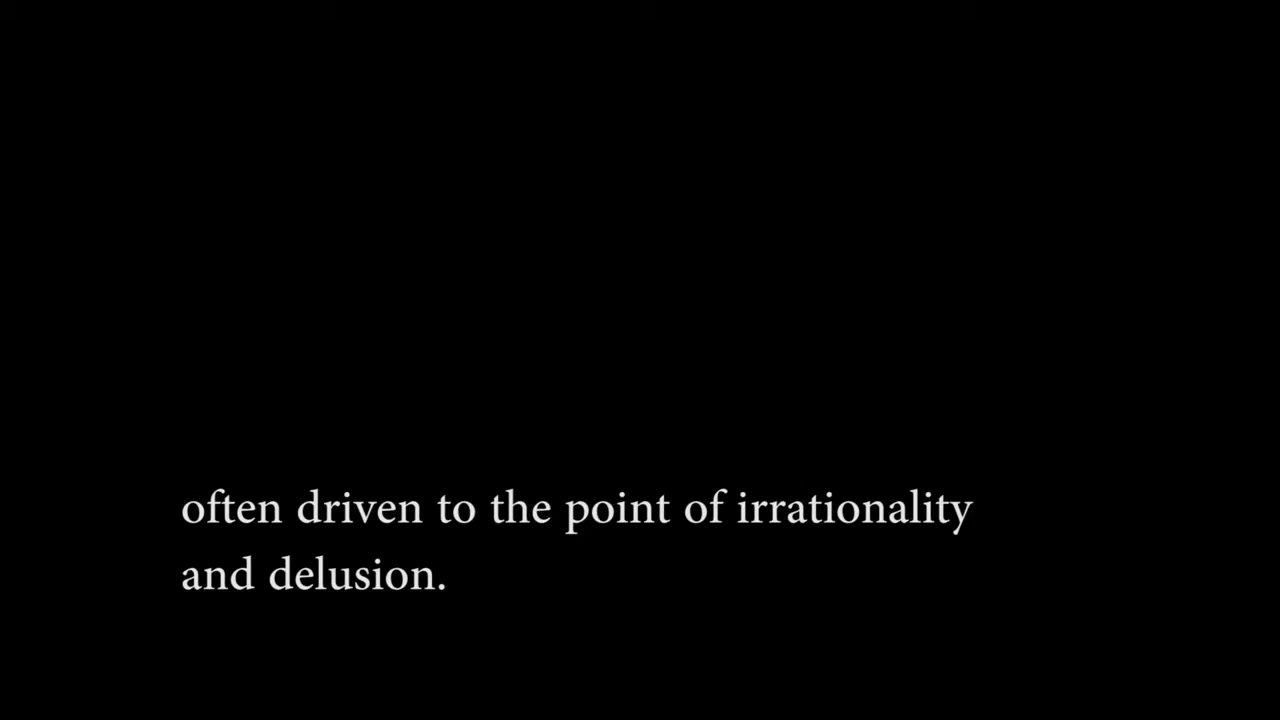 often driven to the point of irrationality
and delusion.